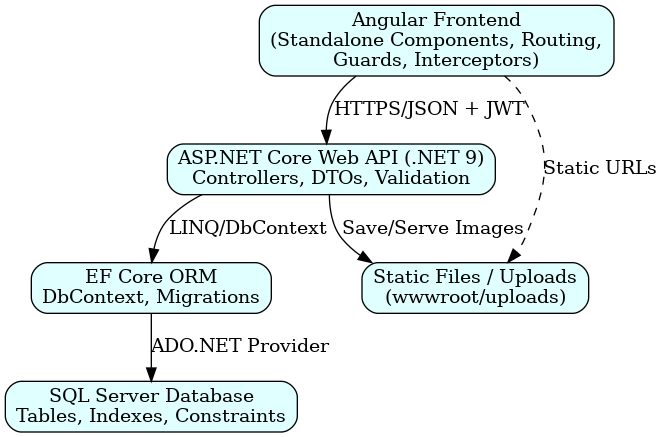 Angular Frontend
(Standalone Components, Routing,
Guards, Interceptors)
HTTPS/JSON + JWT
ASP.NET Core Web API (.NET 9)
Controllers, DTOs, Validation
Static URLs
LINQ/DbContext
Save/Serve Images
EF Core ORM
DbContext, Migrations
Static Files / Uploads
(wwwroot/uploads)
ADO.NET Provider
SQL Server Database
Tables, Indexes, Constraints